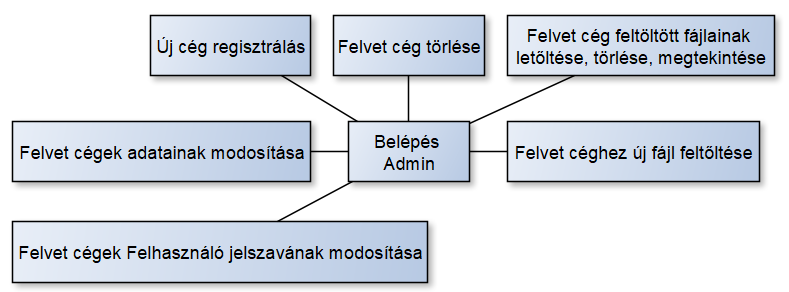 Új cég regisztrálás
Felvet cég törlése
Felvet cég feltöltött fájlainak
letőltése, törlése, megtekintése
Felvet cégek adatainak modosítása
Belépés
Admin
Felvet céghez új fájl feltöltése
Felvet cégek Felhasználó jelszavának modosítása